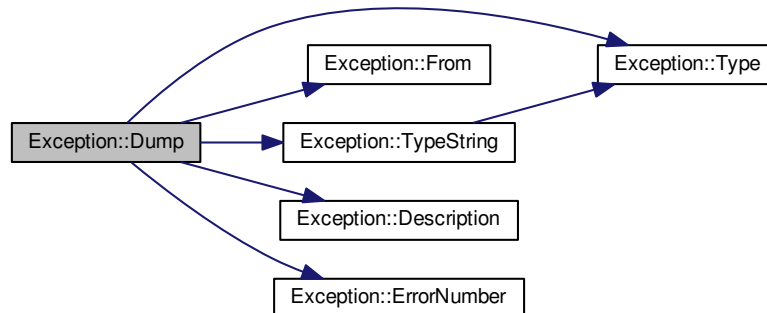 Exception::From
Exception::Type
Exception::Dump
Exception::TypeString
Exception::Description
Exception::ErrorNumber